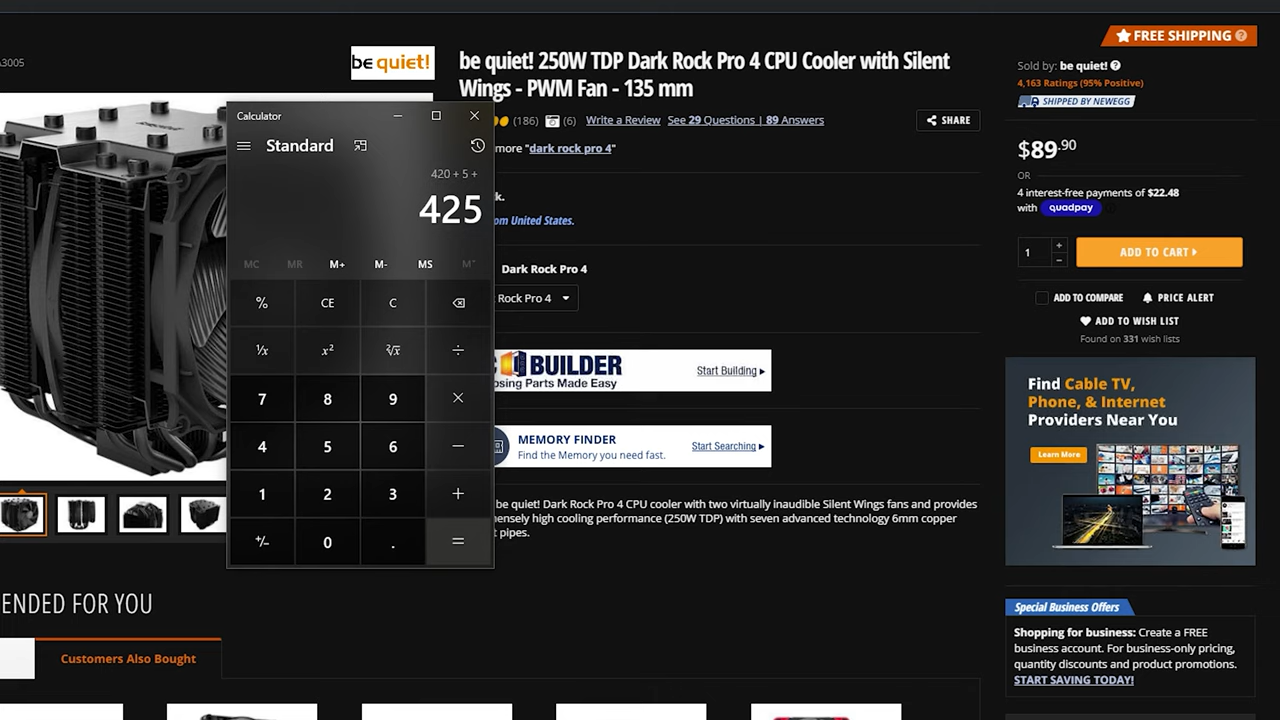 A3005
be quiet!
be quiet! 250W TDP Dark Rock Pro 4 CPU Cooler with Silent
Wings - PWM Fan - 135 mm
(186) (6) Write a Review See 29 Questions | 89 Answers
SHARE
more "dark rock pro 4"
k.
om United States.
Dark Rock Pro 4
Rock Pro 4
BUILDER
osing Parts Made Easy
Start Building
MEMORY FINDER
Find the Memory you need fast.
Start Searching
be quiet! Dark Rock Pro 4 CPU cooler with two virtually inaudible Silent Wings fans and provides
ensely high cooling performance (250W TDP) with seven advanced technology 6mm copper
t pipes.
Calculator
Standard
420 + 5 +
425
MC MR M+ M- MS M˅
% CE C
¹/x x² ²√x ÷
7 8 9 ×
4 5 6 −
1 2 3 +
+/- 0 . =
FREE SHIPPING ?
Sold by: be quiet! ?
4,163 Ratings (95% Positive)
SHIPPED BY NEWEGG
$89.90
OR
4 interest-free payments of $22.48
with quadpay
1 + −
ADD TO CART
ADD TO COMPARE PRICE ALERT
ADD TO WISH LIST
Found on 331 wish lists
Find Cable TV,
Phone, & Internet
Providers Near You
Learn More
Special Business Offers
Shopping for business: Create a FREE
business account. For business-only pricing,
quantity discounts and product promotions.
START SAVING TODAY!
ENDED FOR YOU
Customers Also Bought